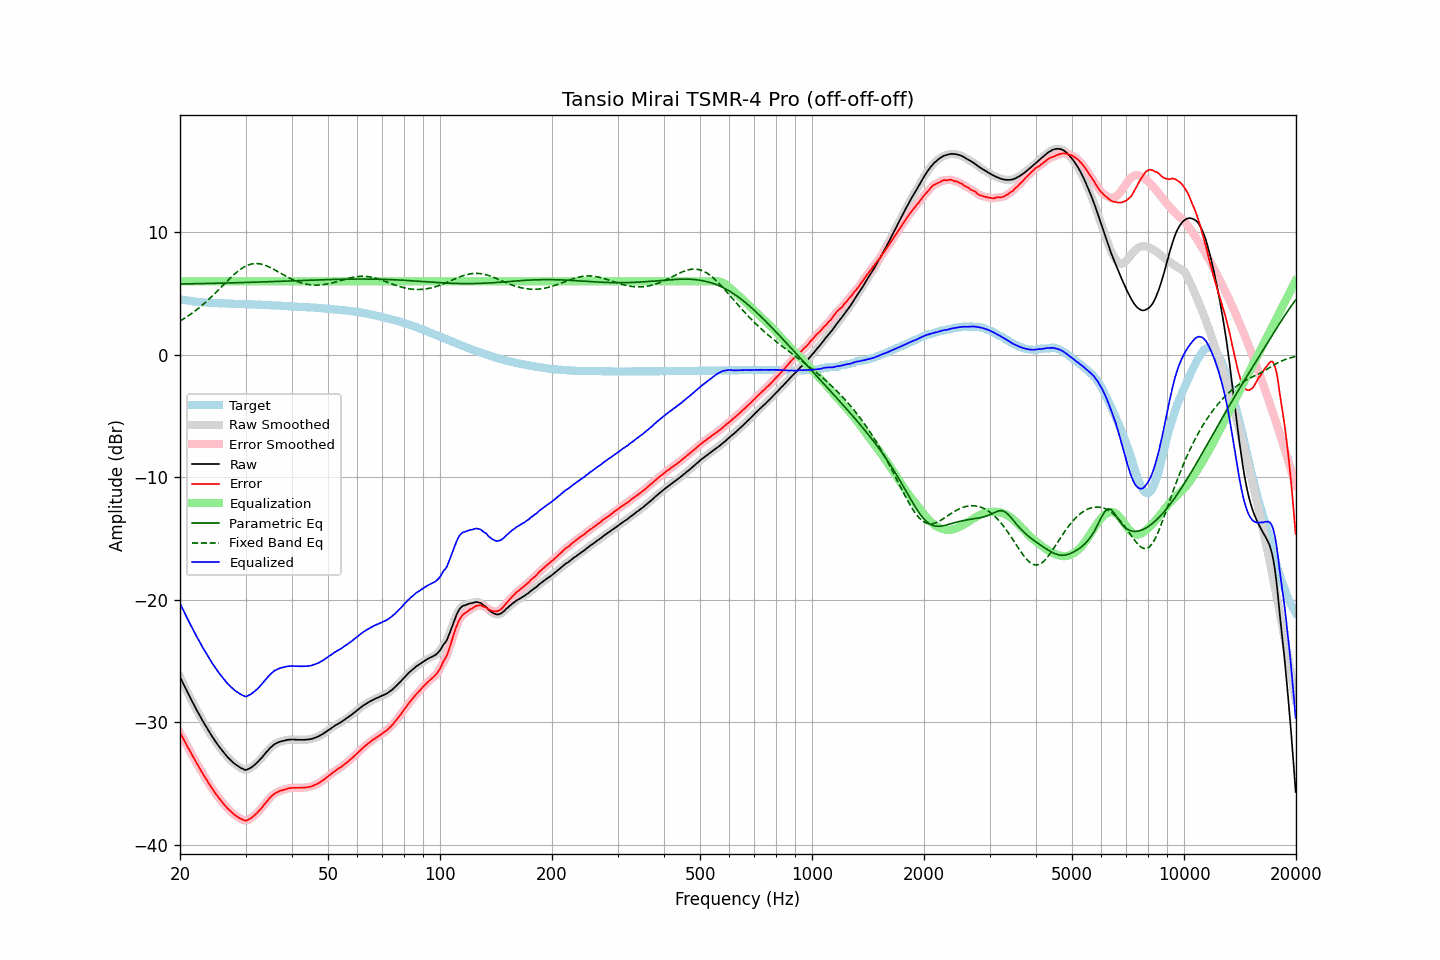 Tansio Mirai TSMR-4 Pro (off-off-off)
Amplitude (dBr)
10
0
−10
−20
−30
−40
Target
Raw Smoothed
Error Smoothed
Raw
Error
Equalization
Parametric Eq
Fixed Band Eq
Equalized
20
50
100
200
500
1000
2000
5000
10000
20000
Frequency (Hz)